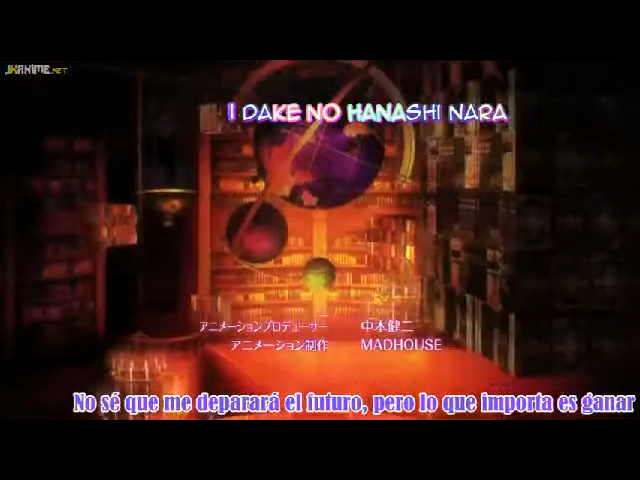 JKANIME.NET
I DAKE NO HANASHI NARA
アニメーションプロデューサー 中本健二
アニメーション制作 MADHOUSE
No sé que me deparará el futuro, pero lo que importa es ganar